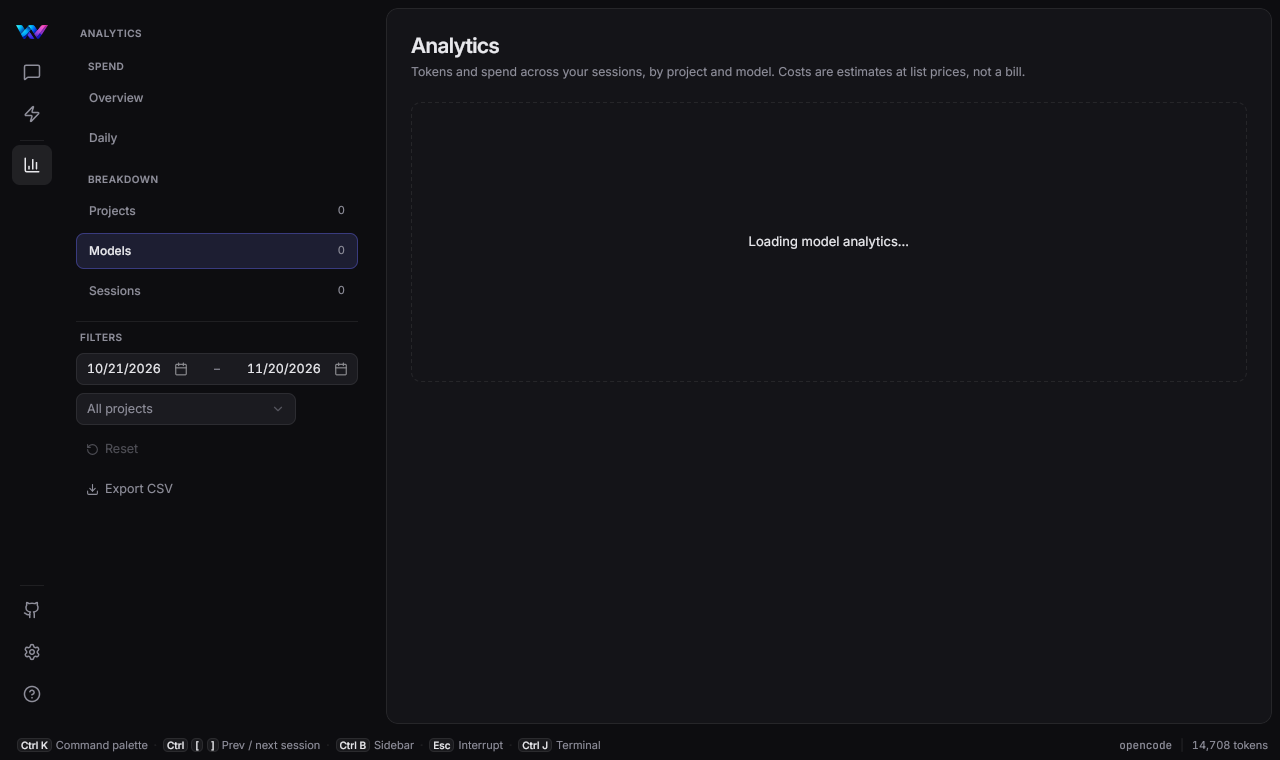 ANALYTICS
SPEND
Overview
Daily
BREAKDOWN
Projects 0
Models 0
Sessions 0
FILTERS
10/21/2026 – 11/20/2026
All projects
Reset
Export CSV
Analytics
Tokens and spend across your sessions, by project and model. Costs are estimates at list prices, not a bill.
Loading model analytics...
Ctrl K Command palette · Ctrl [ ] Prev / next session · Ctrl B Sidebar · Esc Interrupt · Ctrl J Terminal
opencode 14,708 tokens